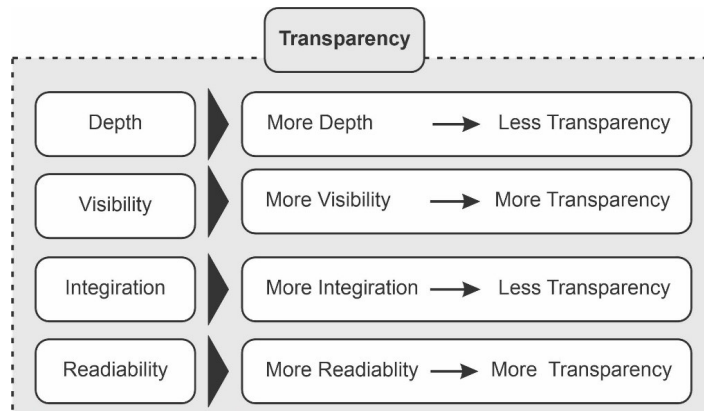 Transparency
Depth
More Depth → Less Transparency
Visibility
More Visibility → More Transparency
Integiration
More Integiration → Less Transparency
Readiability
More Readiablity → More Transparency